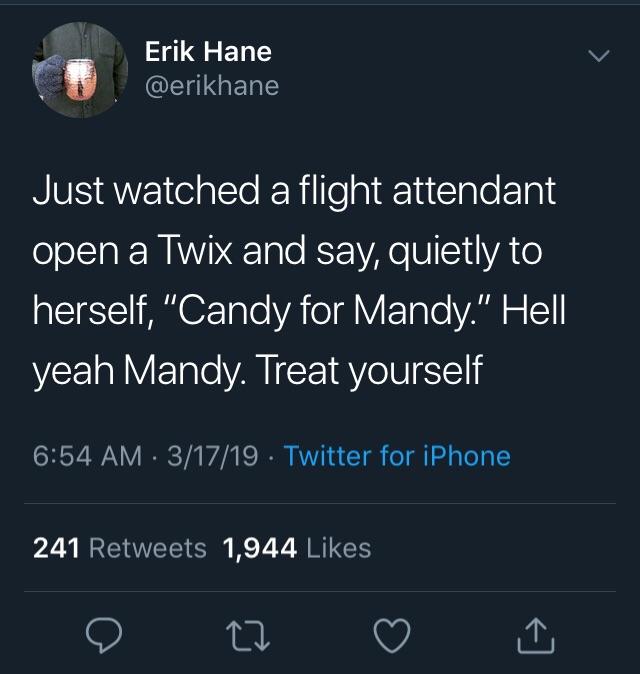 Erik Hane
@erikhane
Just watched a flight attendant
open a Twix and say, quietly to
herself, “Candy for Mandy.” Hell
yeah Mandy. Treat yourself
6:54 AM · 3/17/19 · Twitter for iPhone
241 Retweets 1,944 Likes